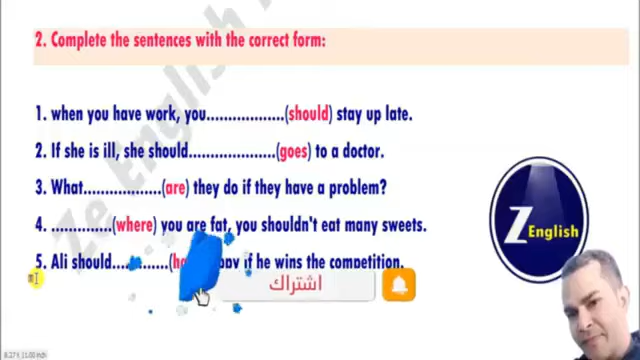 2. Complete the sentences with the correct form:
1. when you have work, you..................(should) stay up late.
2. If she is ill, she should....................(goes) to a doctor.
3. What.................(are) they do if they have a problem?
4. ..............(where) you are fat, you shouldn't eat many sweets.
5. Ali should.............. if he wins the competition.
Z English
اشتراك
Ze English